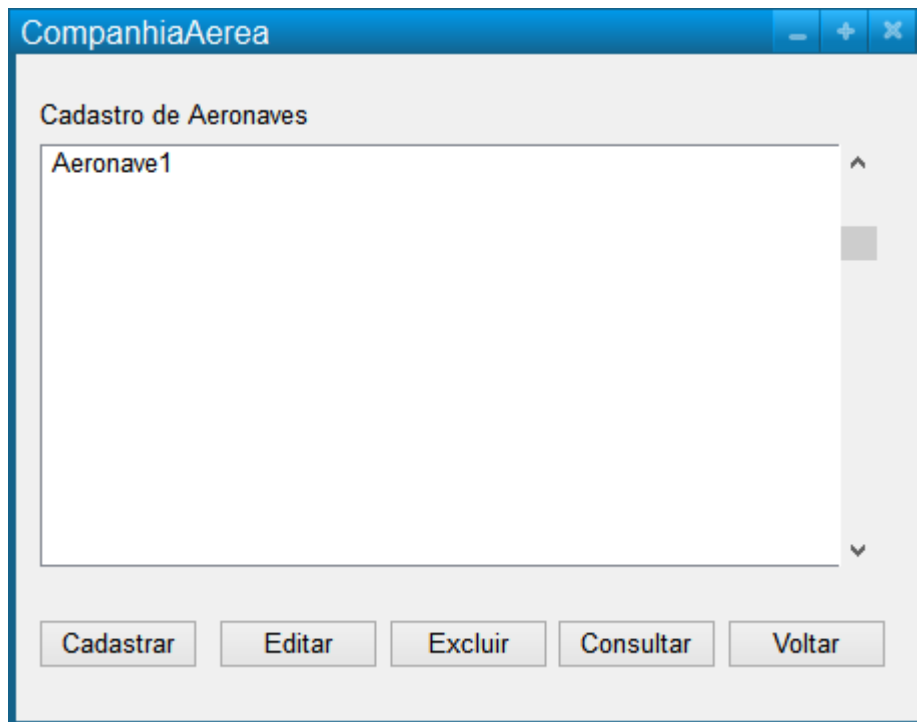 CompanhiaAerea
Cadastro de Aeronaves
Aeronave1
Cadastrar Editar Excluir Consultar Voltar